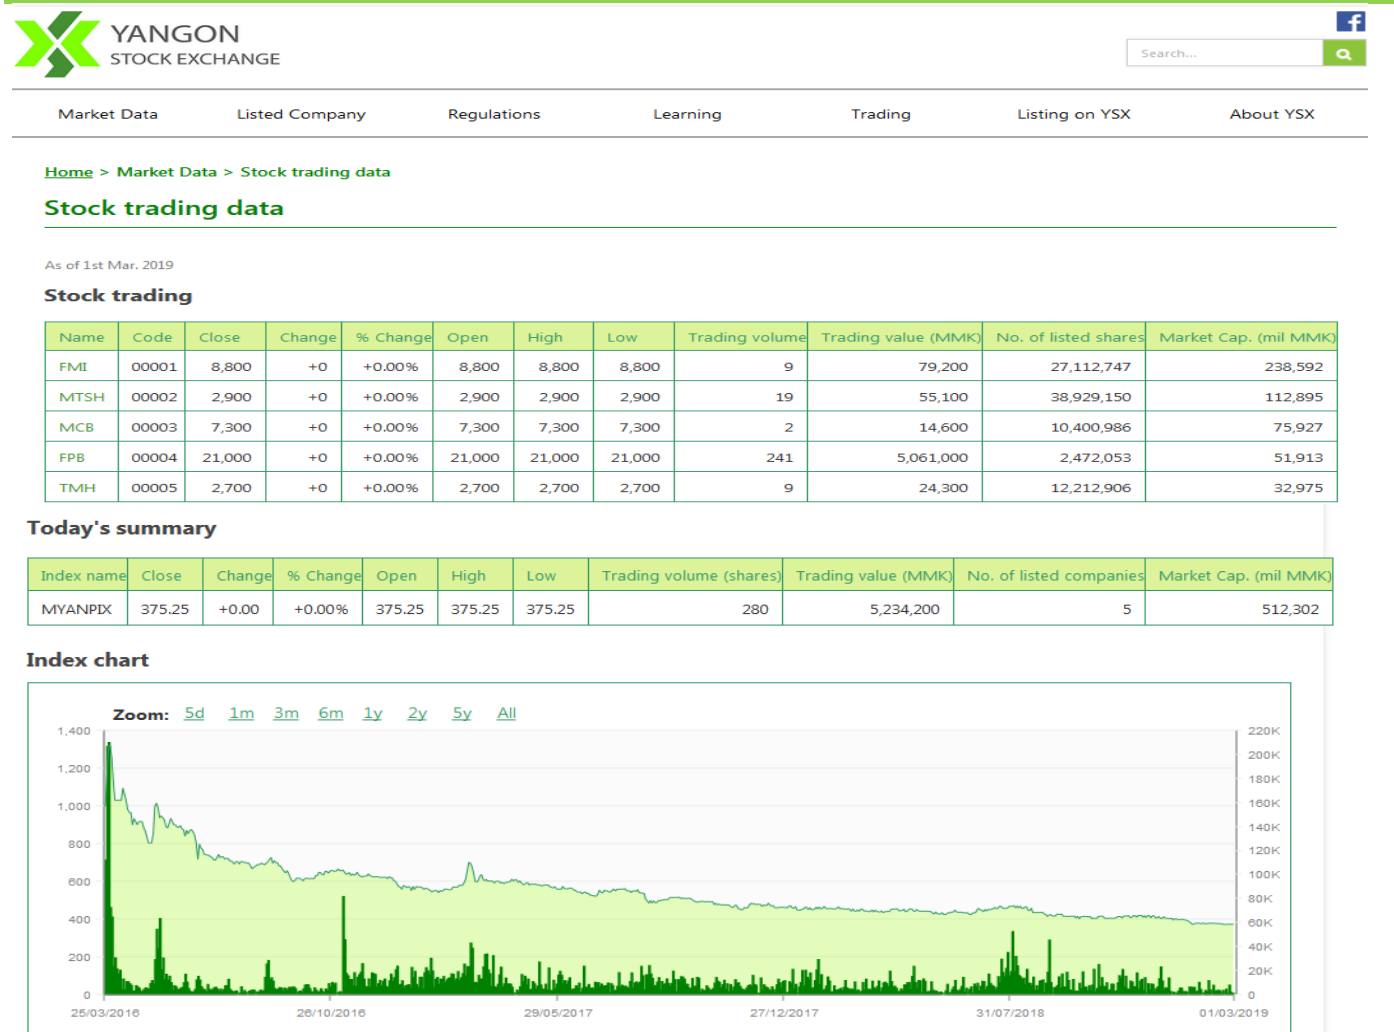 YANGON
STOCK EXCHANGE
f
Search...
Market Data Listed Company Regulations Learning Trading Listing on YSX About YSX
Home > Market Data > Stock trading data
Stock trading data
As of 1st Mar. 2019
Stock trading
Name Code Close Change % Change Open High Low Trading volume Trading value (MMK) No. of listed shares Market Cap. (mil MMK)
FMI 00001 8,800 +0 +0.00% 8,800 8,800 8,800 9 79,200 27,112,747 238,592
MTSH 00002 2,900 +0 +0.00% 2,900 2,900 2,900 19 55,100 38,929,150 112,895
MCB 00003 7,300 +0 +0.00% 7,300 7,300 7,300 2 14,600 10,400,986 75,927
FPB 00004 21,000 +0 +0.00% 21,000 21,000 21,000 241 5,061,000 2,472,053 51,913
TMH 00005 2,700 +0 +0.00% 2,700 2,700 2,700 9 24,300 12,212,906 32,975
Today's summary
Index name Close Change % Change Open High Low Trading volume (shares) Trading value (MMK) No. of listed companies Market Cap. (mil MMK)
MYANPIX 375.25 +0.00 +0.00% 375.25 375.25 375.25 280 5,234,200 5 512,302
Index chart
Zoom: 5d 1m 3m 6m 1y 2y 5y All
1,400 220K
200K
1,200 180K
1,000 160K
140K
800 120K
600 100K
80K
400 60K
200 40K
20K
0 0
25/03/2016 26/10/2016 29/05/2017 27/12/2017 31/07/2018 01/03/2019